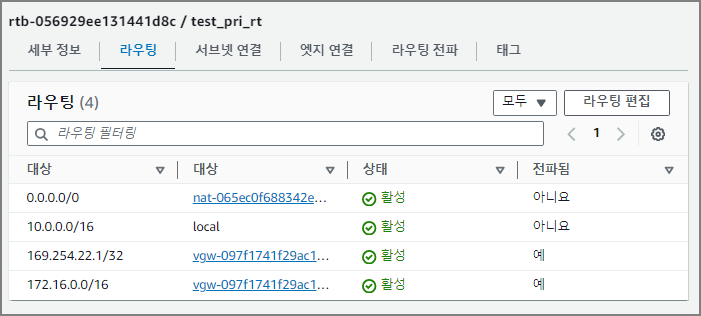 rtb-056929ee131441d8c / test_pri_rt
세부 정보 라우팅 서브넷 연결 엣지 연결 라우팅 전파 태그
라우팅 (4) 모두 라우팅 편집
라우팅 필터링 1
대상 대상 상태 전파됨
0.0.0.0/0 nat-065ec0f688342e... 활성 아니요
10.0.0.0/16 local 활성 아니요
169.254.22.1/32 vgw-097f1741f29ac1... 활성 예
172.16.0.0/16 vgw-097f1741f29ac1... 활성 예